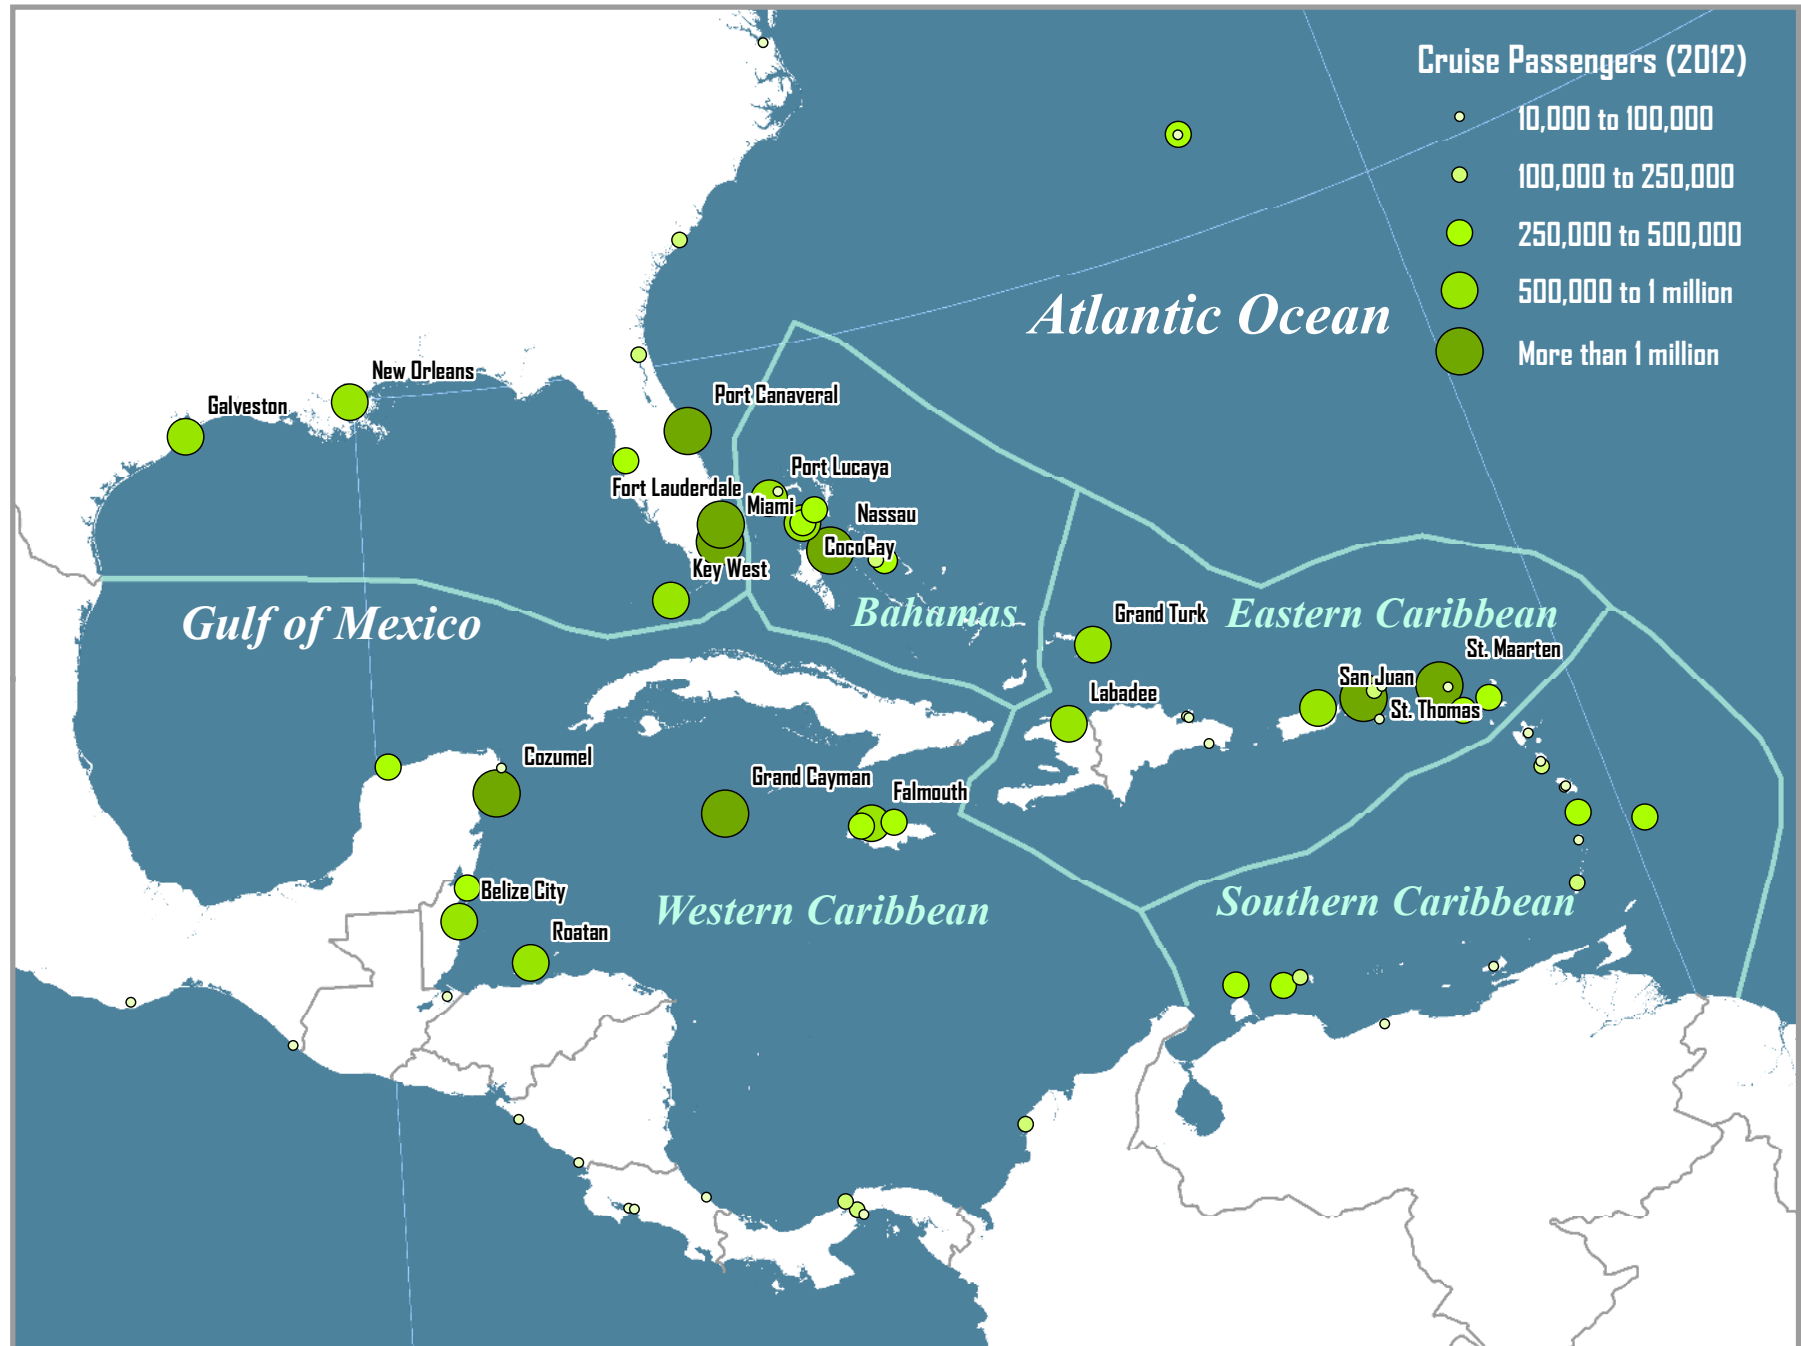 Cruise Passengers (2012)
10,000 to 100,000
100,000 to 250,000
250,000 to 500,000
500,000 to 1 million
More than 1 million
Atlantic Ocean
New Orleans
Galveston
Port Canaveral
Port Lucaya
Fort Lauderdale
Miami
Nassau
CocoCay
Key West
Gulf of Mexico
Bahamas
Grand Turk
Eastern Caribbean
St. Maarten
San Juan
Labadee
St. Thomas
Cozumel
Grand Cayman
Falmouth
Belize City
Western Caribbean
Southern Caribbean
Roatan